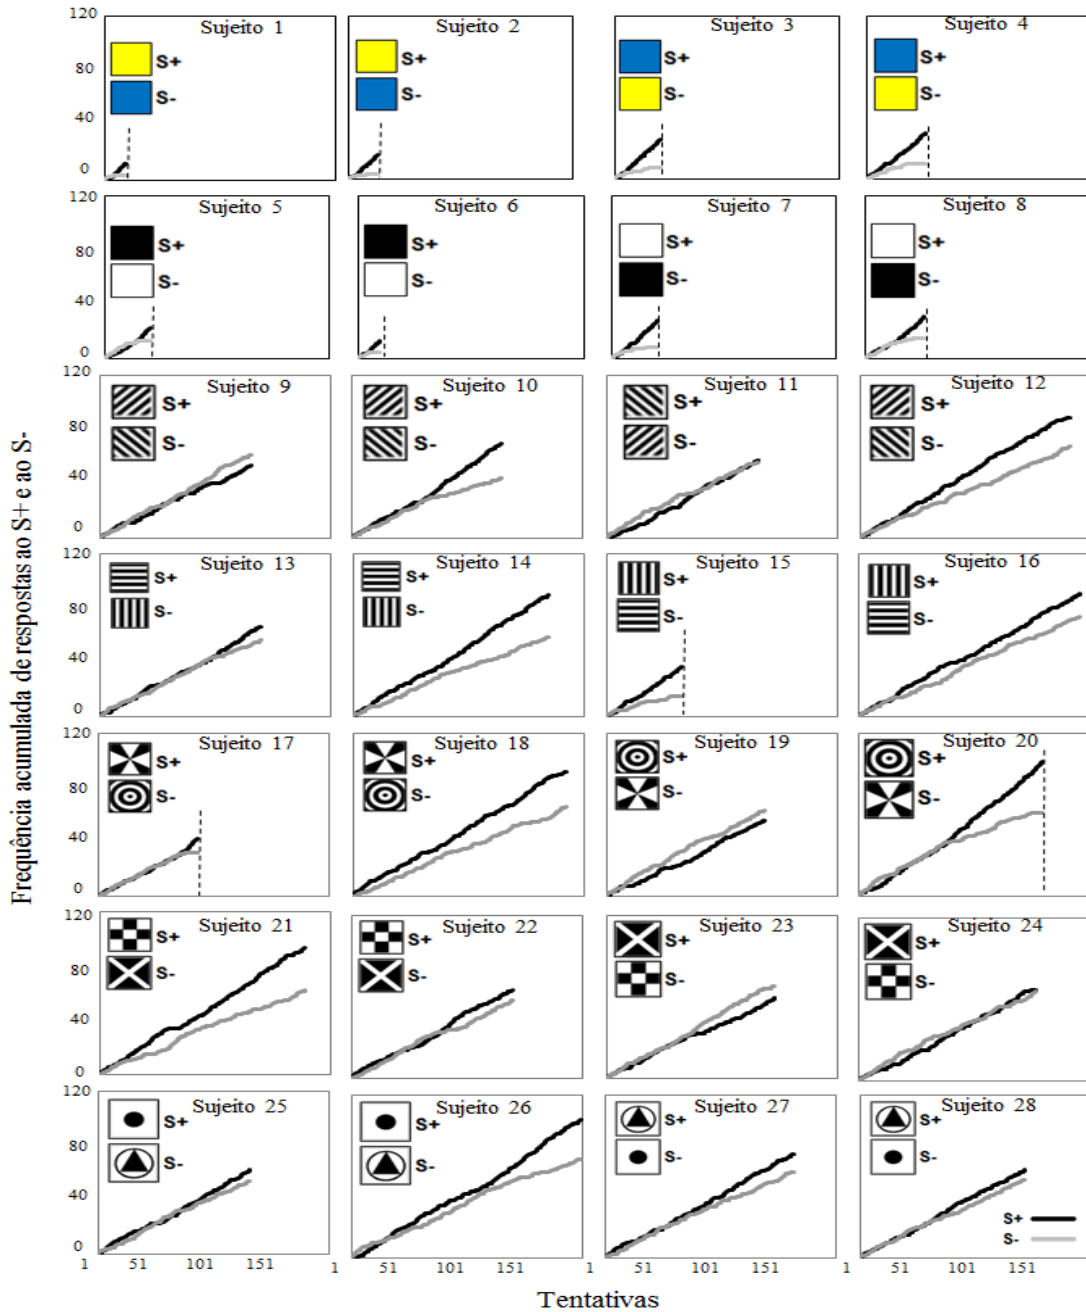 120
80
40
0
Sujeito 1
S+
S-
Sujeito 2
S+
S-
Sujeito 3
S+
S-
Sujeito 4
S+
S-
120
80
40
0
Sujeito 5
S+
S-
Sujeito 6
S+
S-
Sujeito 7
S+
S-
Sujeito 8
S+
S-
120
80
40
0
Sujeito 9
S+
S-
Sujeito 10
S+
S-
Sujeito 11
S+
S-
Sujeito 12
S+
S-
Frequência acumulada de respostas ao S+ e ao S-
120
80
40
0
Sujeito 13
S+
S-
Sujeito 14
S+
S-
Sujeito 15
S+
S-
Sujeito 16
S+
S-
120
80
40
0
Sujeito 17
S+
S-
Sujeito 18
S+
S-
Sujeito 19
S+
S-
Sujeito 20
S+
S-
120
80
40
0
Sujeito 21
S+
S-
Sujeito 22
S+
S-
Sujeito 23
S+
S-
Sujeito 24
S+
S-
120
80
40
0
Sujeito 25
S+
S-
Sujeito 26
S+
S-
Sujeito 27
S+
S-
Sujeito 28
S+
S-
S+
S-
1 51 101 151 1 51 101 151 1 51 101 151 1 51 101 151
Tentativas